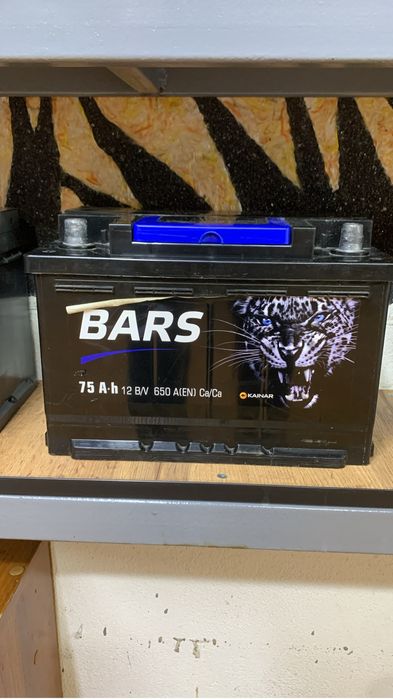 BARS
75 A·h 12 B/V 650 A(EN) Ca/Ca
KAINAR